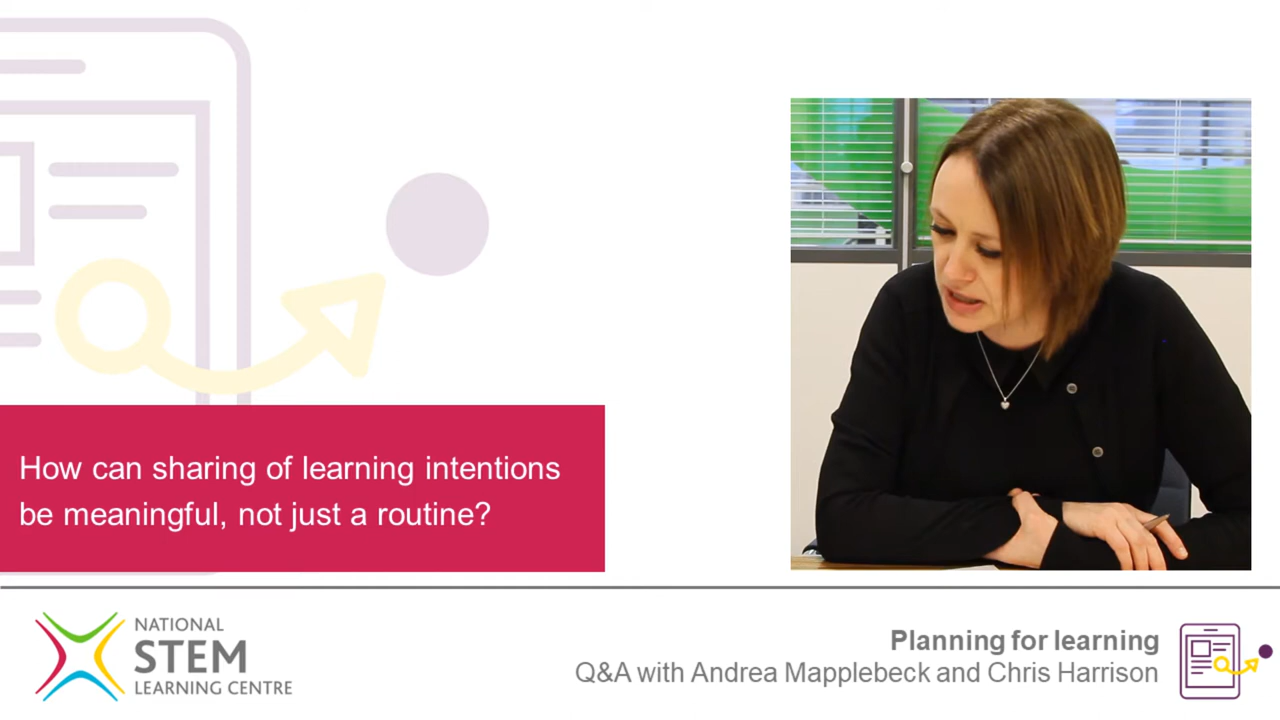 How can sharing of learning intentions
be meaningful, not just a routine?
NATIONAL
STEM
LEARNING CENTRE
Planning for learning
Q&A with Andrea Mapplebeck and Chris Harrison